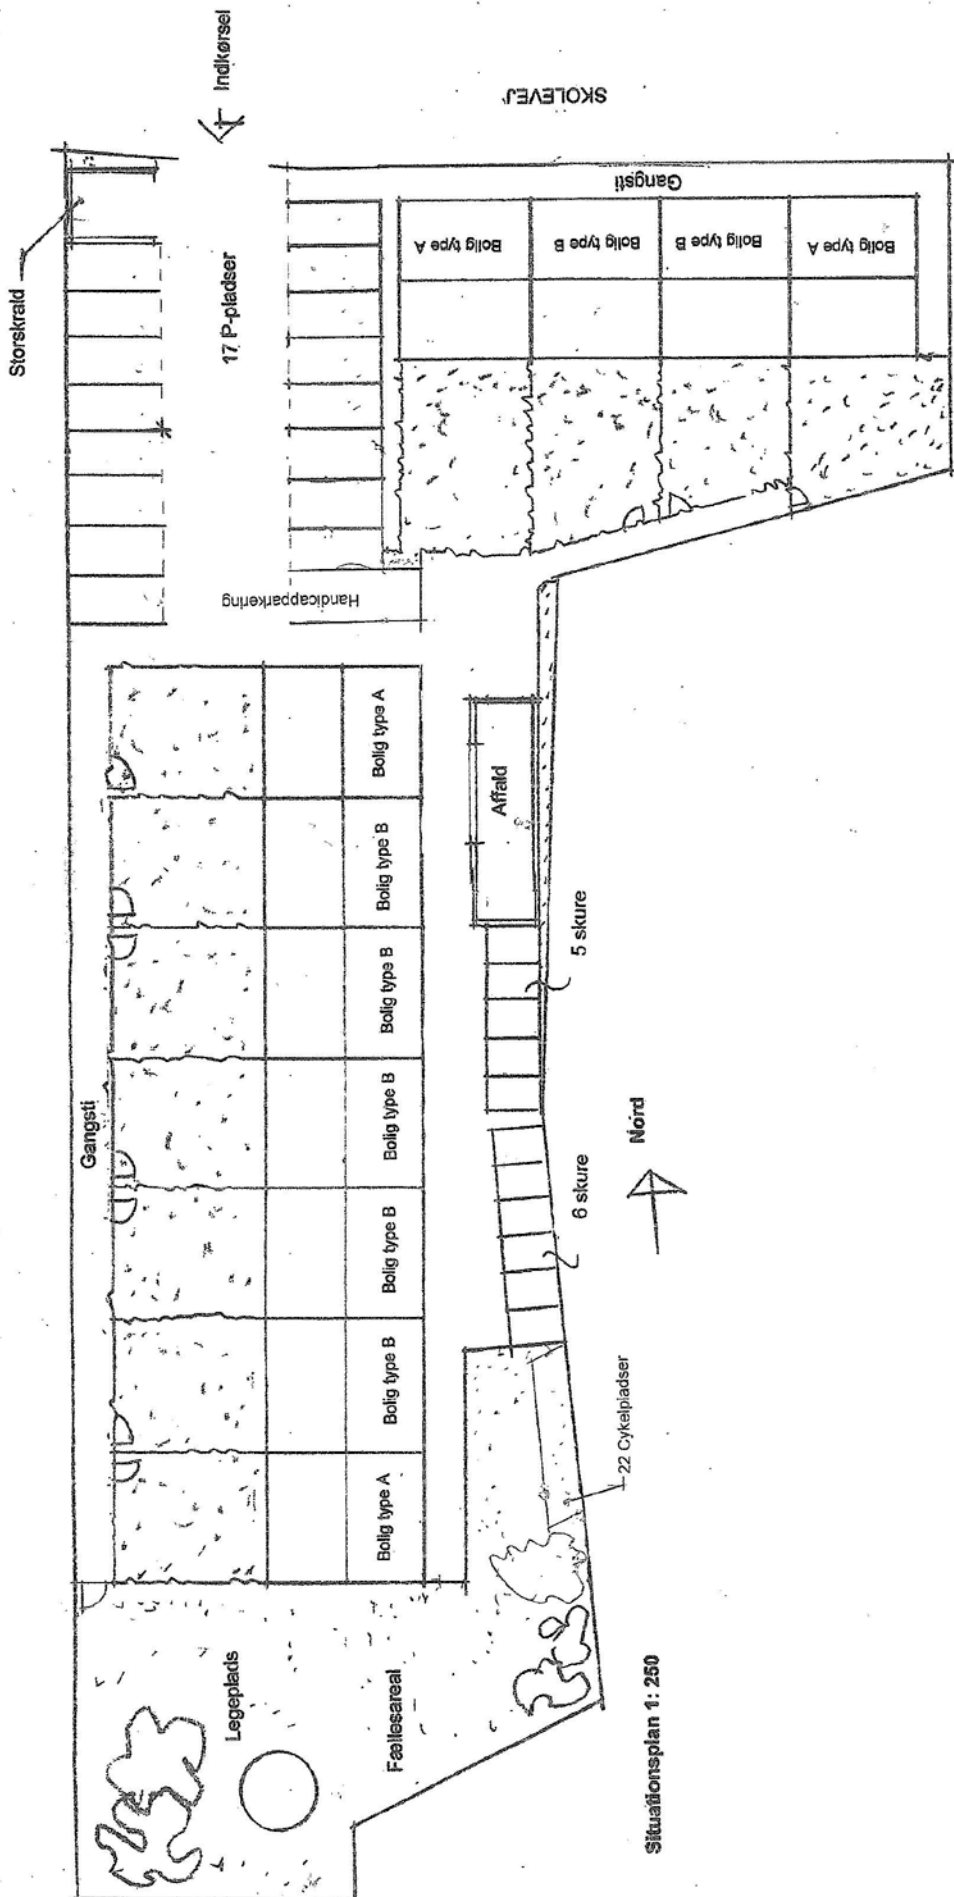 Storskrald
Indkørsel
SKOLEVEJ
17 P-pladser
Gangsti
Bolig type A
Bolig type B
Bolig type B
Bolig type A
Handicapparkering
Gangsti
Bolig type A
Bolig type B
Bolig type B
Bolig type B
Bolig type B
Bolig type B
Bolig type A
Affald
5 skure
6 skure
Nord
22 Cykelpladser
Legeplads
Fællesareal
Situationsplan 1: 250